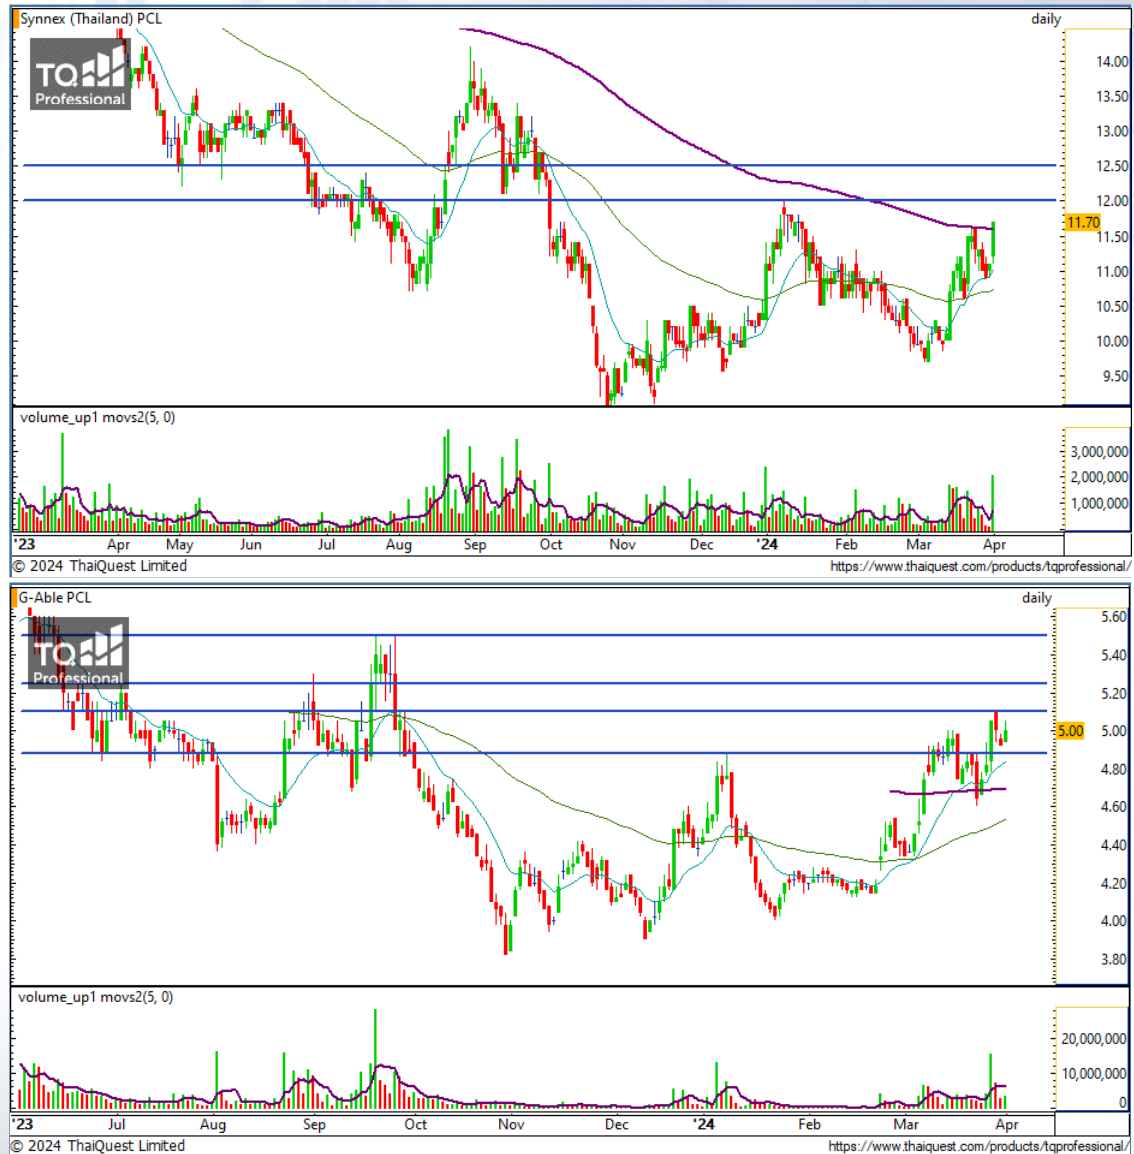 Synnex (Thailand) PCL daily
TQ
Professional
14.00
13.50
13.00
12.50
12.00
11.70
11.50
11.00
10.50
10.00
9.50
volume_up1 movs2(5, 0)
3,000,000
2,000,000
1,000,000
'23 Apr May Jun Jul Aug Sep Oct Nov Dec '24 Feb Mar Apr
© 2024 ThaiQuest Limited https://www.thaiquest.com/products/tqprofessional/
G-Able PCL daily
TQ
Professional
5.60
5.40
5.20
5.00
5.00
4.80
4.60
4.40
4.20
4.00
3.80
volume_up1 movs2(5, 0)
20,000,000
10,000,000
0
'23 Jul Aug Sep Oct Nov Dec '24 Feb Mar Apr
© 2024 ThaiQuest Limited https://www.thaiquest.com/products/tqprofessional/